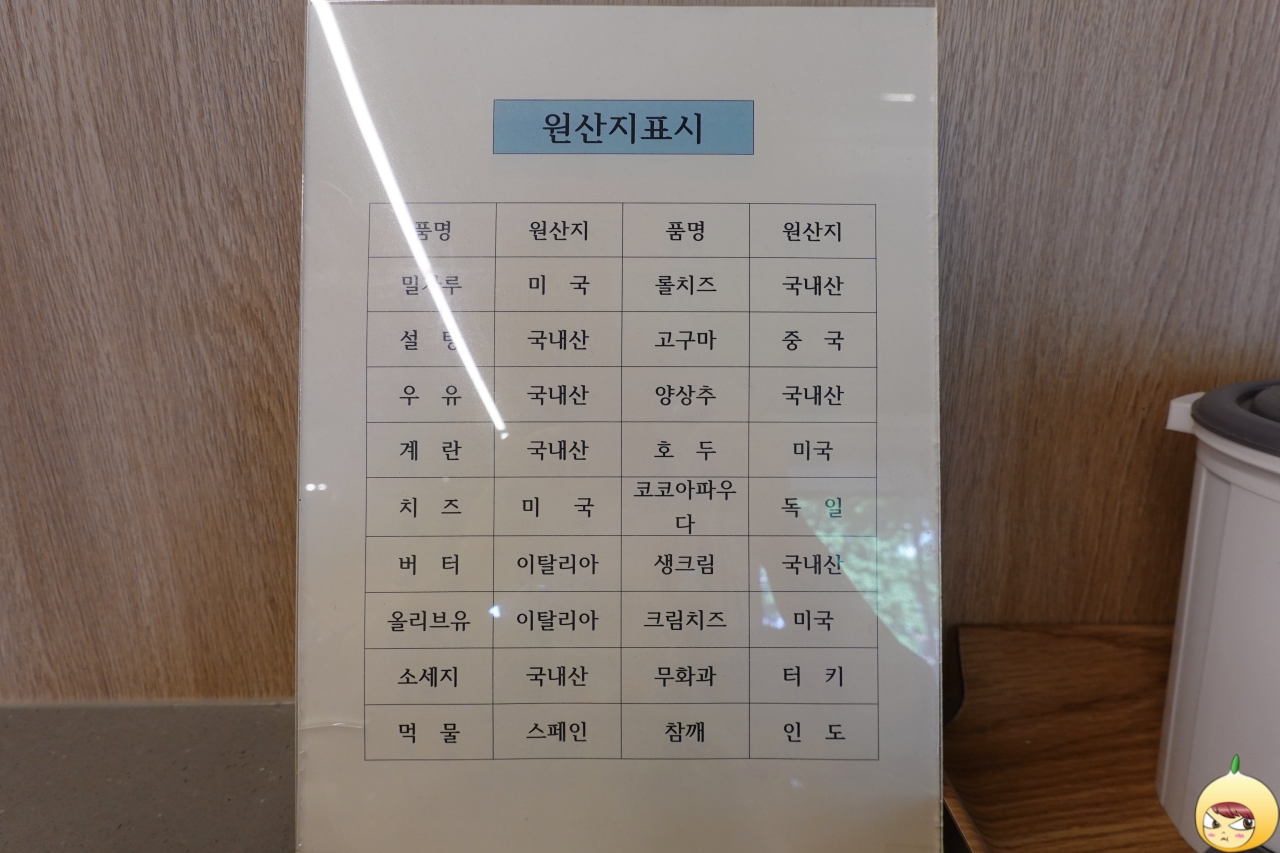 원산지표시
품명 원산지 품명 원산지
밀가루 미 국 롤치즈 국내산
설 탕 국내산 고구마 중 국
우 유 국내산 양상추 국내산
계 란 국내산 호 두 미국
치 즈 미 국 코코아파우
다 독 일
버 터 이탈리아 생크림 국내산
올리브유 이탈리아 크림치즈 미국
소세지 국내산 무화과 터 키
먹 물 스페인 참깨 인 도